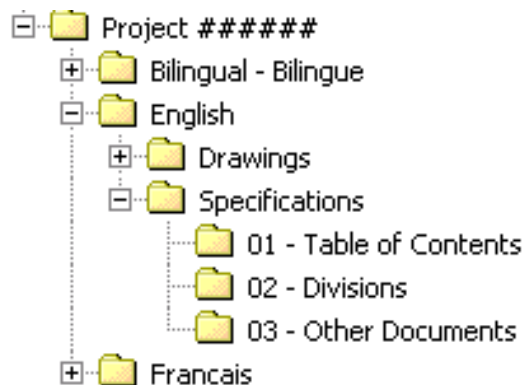 Project ######
Bilingual - Bilingue
English
Drawings
Specifications
01 - Table of Contents
02 - Divisions
03 - Other Documents
Francais